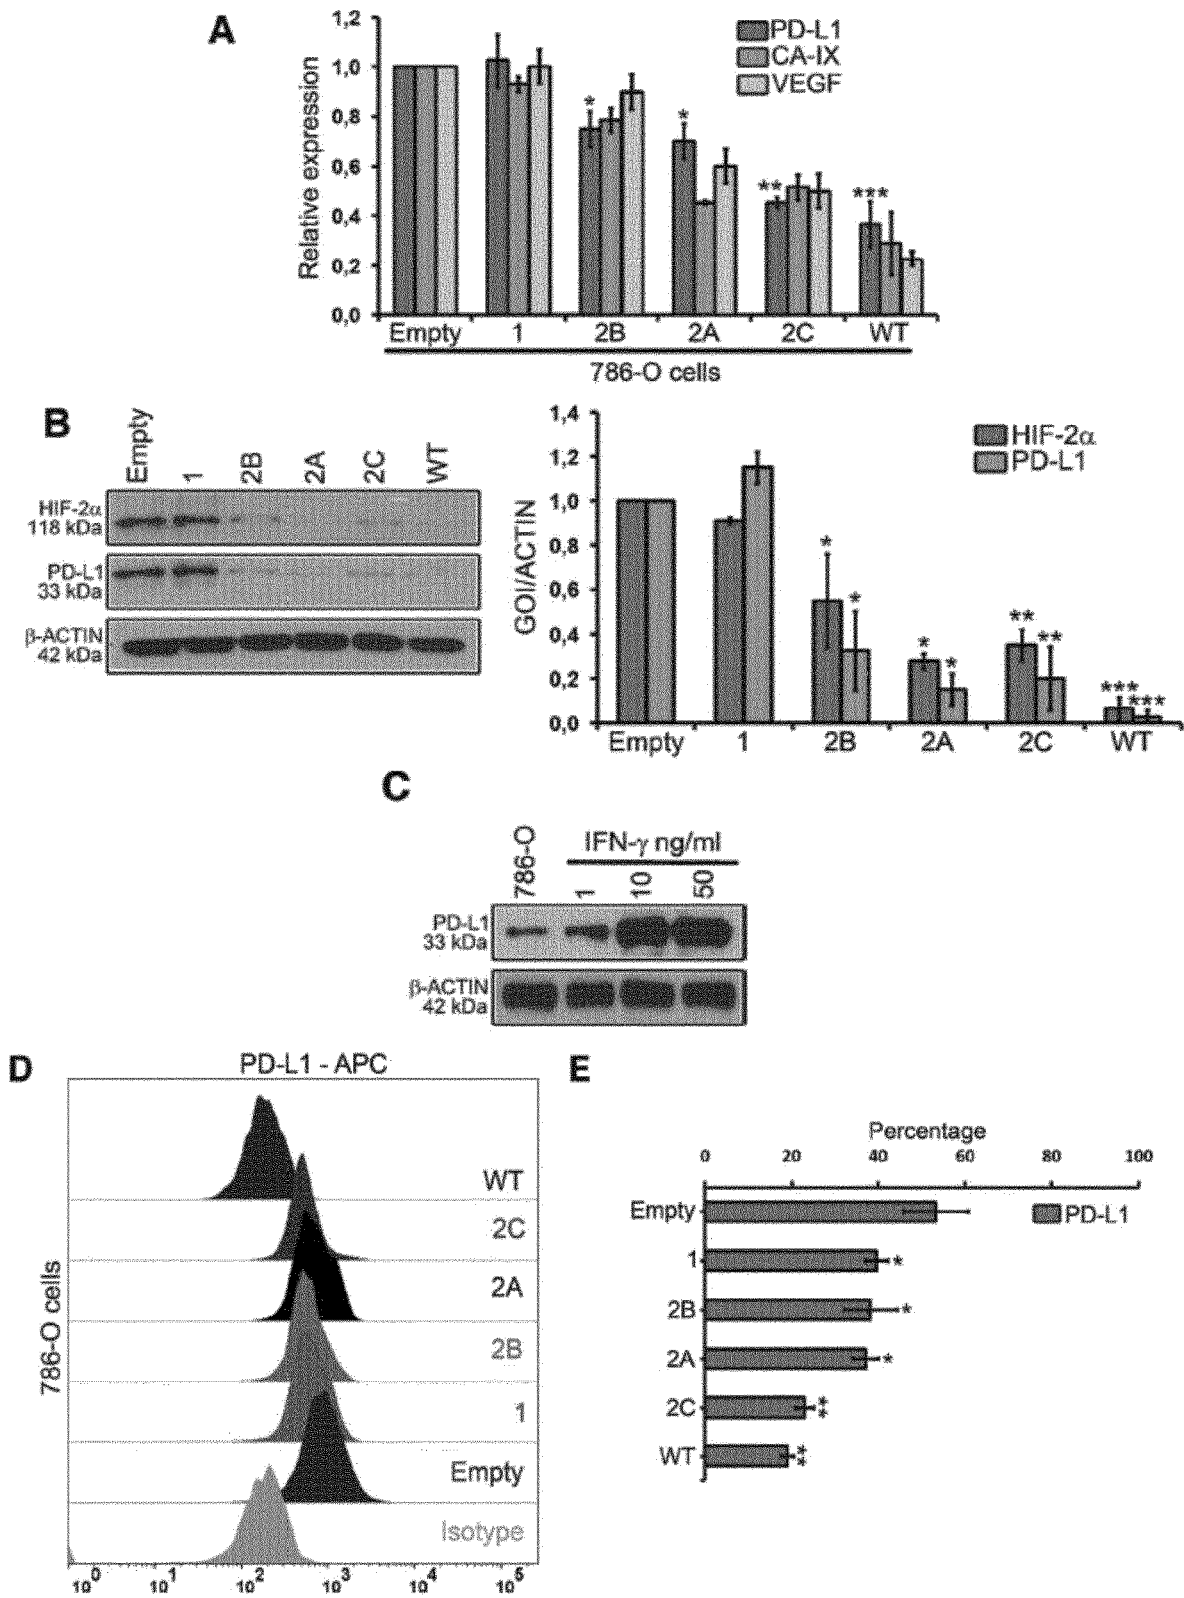 A
1,2
1,0
0,8
0,6
0,4
0,2
0,0
Relative expression
PD-L1
CA-IX
VEGF
*
*
**
***
Empty 1 2B 2A 2C WT
786-O cells
B
Empty 1 2B 2A 2C WT
HIF-2α
118 kDa
PD-L1
33 kDa
β-ACTIN
42 kDa
1,4
1,2
1,0
0,8
0,6
0,4
0,2
0,0
GOI/ACTIN
HIF-2α
PD-L1
* *
* *
** **
*** ***
Empty 1 2B 2A 2C WT
C
786-O
IFN-γ ng/ml
1 10 50
PD-L1
33 kDa
β-ACTIN
42 kDa
D
PD-L1 - APC
786-O cells
WT
2C
2A
2B
1
Empty
Isotype
10⁰ 10¹ 10² 10³ 10⁴ 10⁵
E
Percentage
0 20 40 60 80 100
PD-L1
Empty
1 *
2B *
2A *
2C **
WT **